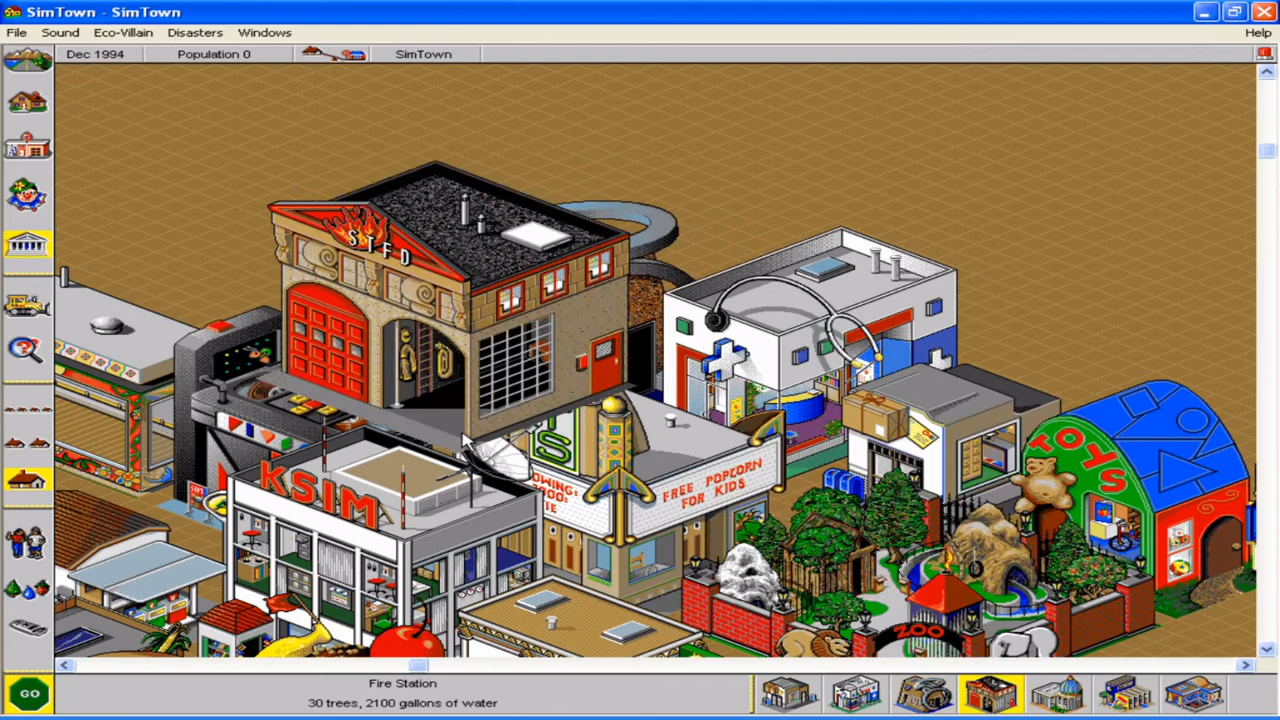 SimTown - SimTown
File Sound Eco-Villain Disasters Windows Help
Dec 1994 Population 0 SimTown
STFD
KSIM
FREE POPCORN
FOR KIDS
TOYS
ZOO
GO
Fire Station
30 trees, 2100 gallons of water